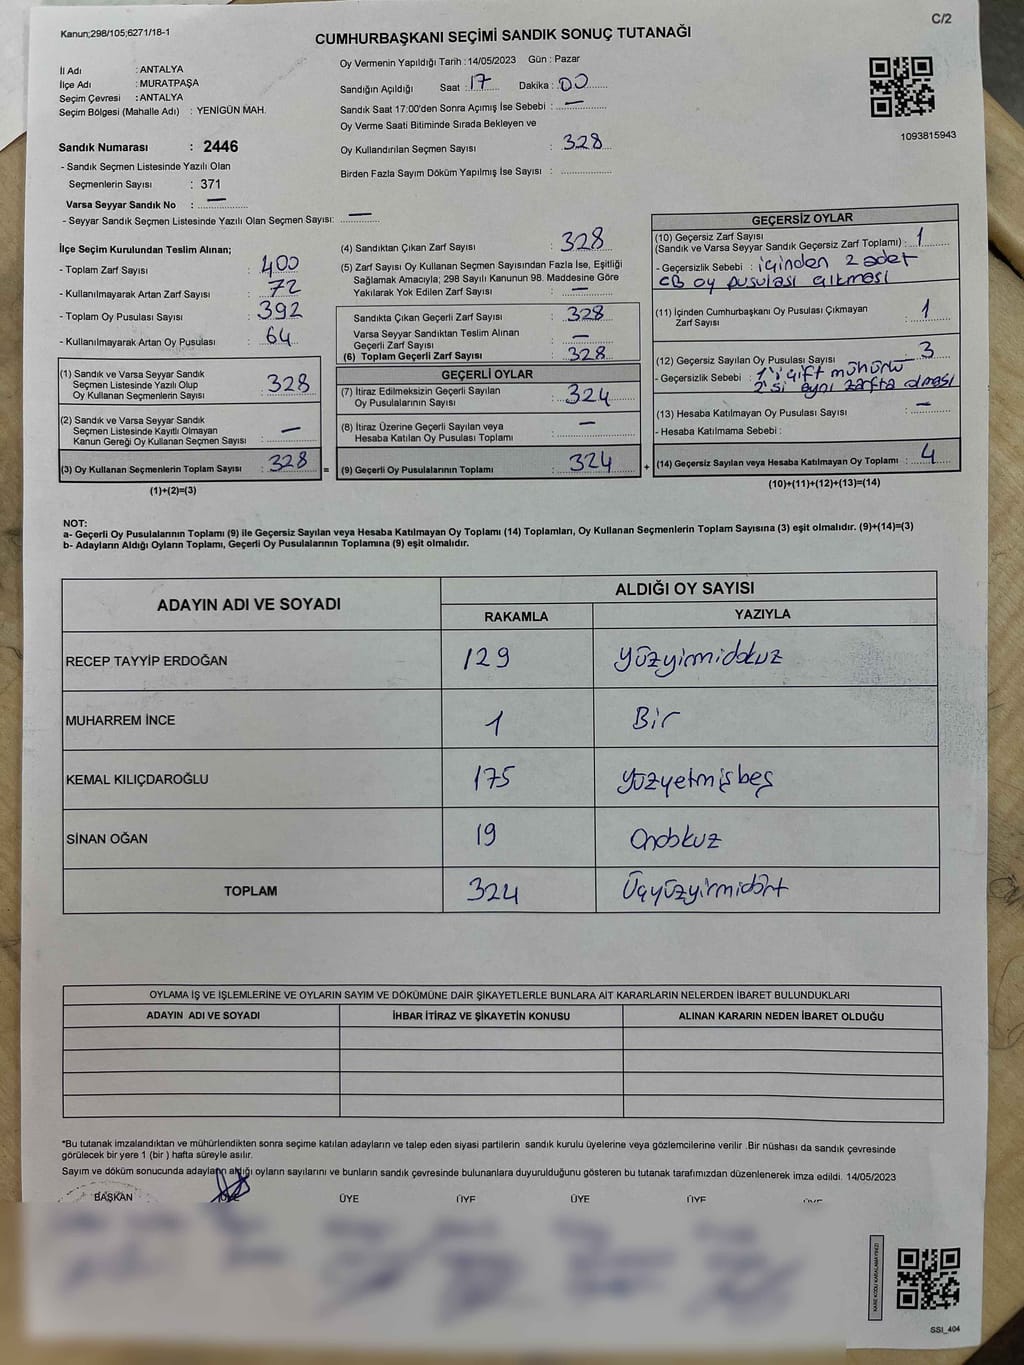 Kanun;298/105;6271/18-1
C/2
CUMHURBAŞKANI SEÇİMİ SANDIK SONUÇ TUTANAĞI
İl Adı : ANTALYA
İlçe Adı : MURATPAŞA
Seçim Çevresi : ANTALYA
Seçim Bölgesi (Mahalle Adı) : YENİGÜN MAH.
Sandık Numarası : 2446
- Sandık Seçmen Listesinde Yazılı Olan
Seçmenlerin Sayısı : 371
Varsa Seyyar Sandık No : —
- Seyyar Sandık Seçmen Listesinde Yazılı Olan Seçmen Sayısı: —
Oy Vermenin Yapıldığı Tarih : 14/05/2023 Gün : Pazar
Sandığın Açıldığı Saat : 17 Dakika : 00
Sandık Saat 17:00'den Sonra Açımış İse Sebebi : —
Oy Verme Saati Bitiminde Sırada Bekleyen ve
Oy Kullandırılan Seçmen Sayısı : 328
Birden Fazla Sayım Döküm Yapılmış İse Sayısı :
1093815943
İlçe Seçim Kurulundan Teslim Alınan;
- Toplam Zarf Sayısı : 400
- Kullanılmayarak Artan Zarf Sayısı : 72
- Toplam Oy Pusulası Sayısı : 392
- Kullanılmayarak Artan Oy Pusulası : 64
(1) Sandık ve Varsa Seyyar Sandık
Seçmen Listesinde Yazılı Olup
Oy Kullanan Seçmenlerin Sayısı : 328
(2) Sandık ve Varsa Seyyar Sandık
Seçmen Listesinde Kayıtlı Olmayan
Kanun Gereği Oy Kullanan Seçmen Sayısı : —
(3) Oy Kullanan Seçmenlerin Toplam Sayısı : 328
(1)+(2)=(3)
(4) Sandıktan Çıkan Zarf Sayısı : 328
(5) Zarf Sayısı Oy Kullanan Seçmen Sayısından Fazla İse, Eşitliği
Sağlamak Amacıyla; 298 Sayılı Kanunun 98. Maddesine Göre
Yakılarak Yok Edilen Zarf Sayısı : —
Sandıkta Çıkan Geçerli Zarf Sayısı : 328
Varsa Seyyar Sandıktan Teslim Alınan
Geçerli Zarf Sayısı : —
(6) Toplam Geçerli Zarf Sayısı : 328
GEÇERLİ OYLAR
(7) İtiraz Edilmeksizin Geçerli Sayılan
Oy Pusulalarının Sayısı : 324
(8) İtiraz Üzerine Geçerli Sayılan veya
Hesaba Katılan Oy Pusulası Toplamı : —
= (9) Geçerli Oy Pusulalarının Toplamı : 324
GEÇERSİZ OYLAR
(10) Geçersiz Zarf Sayısı
(Sandık ve Varsa Seyyar Sandık Geçersiz Zarf Toplamı) : 1
- Geçersizlik Sebebi : içinden 2 adet
CB oy pusulası çıkması
(11) İçinden Cumhurbaşkanı Oy Pusulası Çıkmayan
Zarf Sayısı : 1
(12) Geçersiz Sayılan Oy Pusulası Sayısı : 3
- Geçersizlik Sebebi : 1'i çift mühürlü
2'si aynı zarfta olması
(13) Hesaba Katılmayan Oy Pusulası Sayısı : —
- Hesaba Katılmama Sebebi :
+ (14) Geçersiz Sayılan veya Hesaba Katılmayan Oy Toplamı : 4
(10)+(11)+(12)+(13)=(14)
NOT:
a- Geçerli Oy Pusulalarının Toplamı (9) ile Geçersiz Sayılan veya Hesaba Katılmayan Oy Toplamı (14) Toplamları, Oy Kullanan Seçmenlerin Toplam Sayısına (3) eşit olmalıdır. (9)+(14)=(3)
b- Adayların Aldığı Oyların Toplamı, Geçerli Oy Pusulalarının Toplamına (9) eşit olmalıdır.
ADAYIN ADI VE SOYADI
ALDIĞI OY SAYISI
RAKAMLA YAZIYLA
RECEP TAYYİP ERDOĞAN 129 Yüzyirmidokuz
MUHARREM İNCE 1 Bir
KEMAL KILIÇDAROĞLU 175 Yüzyetmişbeş
SİNAN OĞAN 19 Ondokuz
TOPLAM 324 Üçyüzyirmidört
OYLAMA İŞ VE İŞLEMLERİNE VE OYLARIN SAYIM VE DÖKÜMÜNE DAİR ŞİKAYETLERLE BUNLARA AİT KARARLARIN NELERDEN İBARET BULUNDUKLARI
ADAYIN ADI VE SOYADI İHBAR İTİRAZ VE ŞİKAYETİN KONUSU ALINAN KARARIN NEDEN İBARET OLDUĞU
*Bu tutanak imzalandıktan ve mühürlendikten sonra seçime katılan adayların ve talep eden siyasi partilerin sandık kurulu üyelerine veya gözlemcilerine verilir .Bir nüshası da sandık çevresinde
görülecek bir yere 1 (bir ) hafta süreyle asılır.
Sayım ve döküm sonucunda adayların aldığı oyların sayılarını ve bunların sandık çevresinde bulunanlara duyurulduğunu gösteren bu tutanak tarafımızdan düzenlenerek imza edildi. 14/05/2023
BAŞKAN ÜYE ÜYE ÜYE ÜYE ÜYE
KARE KODU KARALAMAYINIZ!
SSI_404